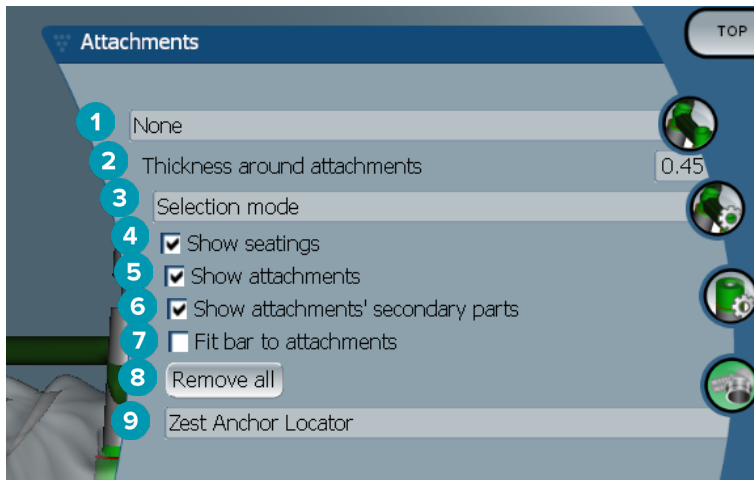 Attachments
TOP
1 None
2 Thickness around attachments 0.45
3 Selection mode
4 Show seatings
5 Show attachments
6 Show attachments' secondary parts
7 Fit bar to attachments
8 Remove all
9 Zest Anchor Locator